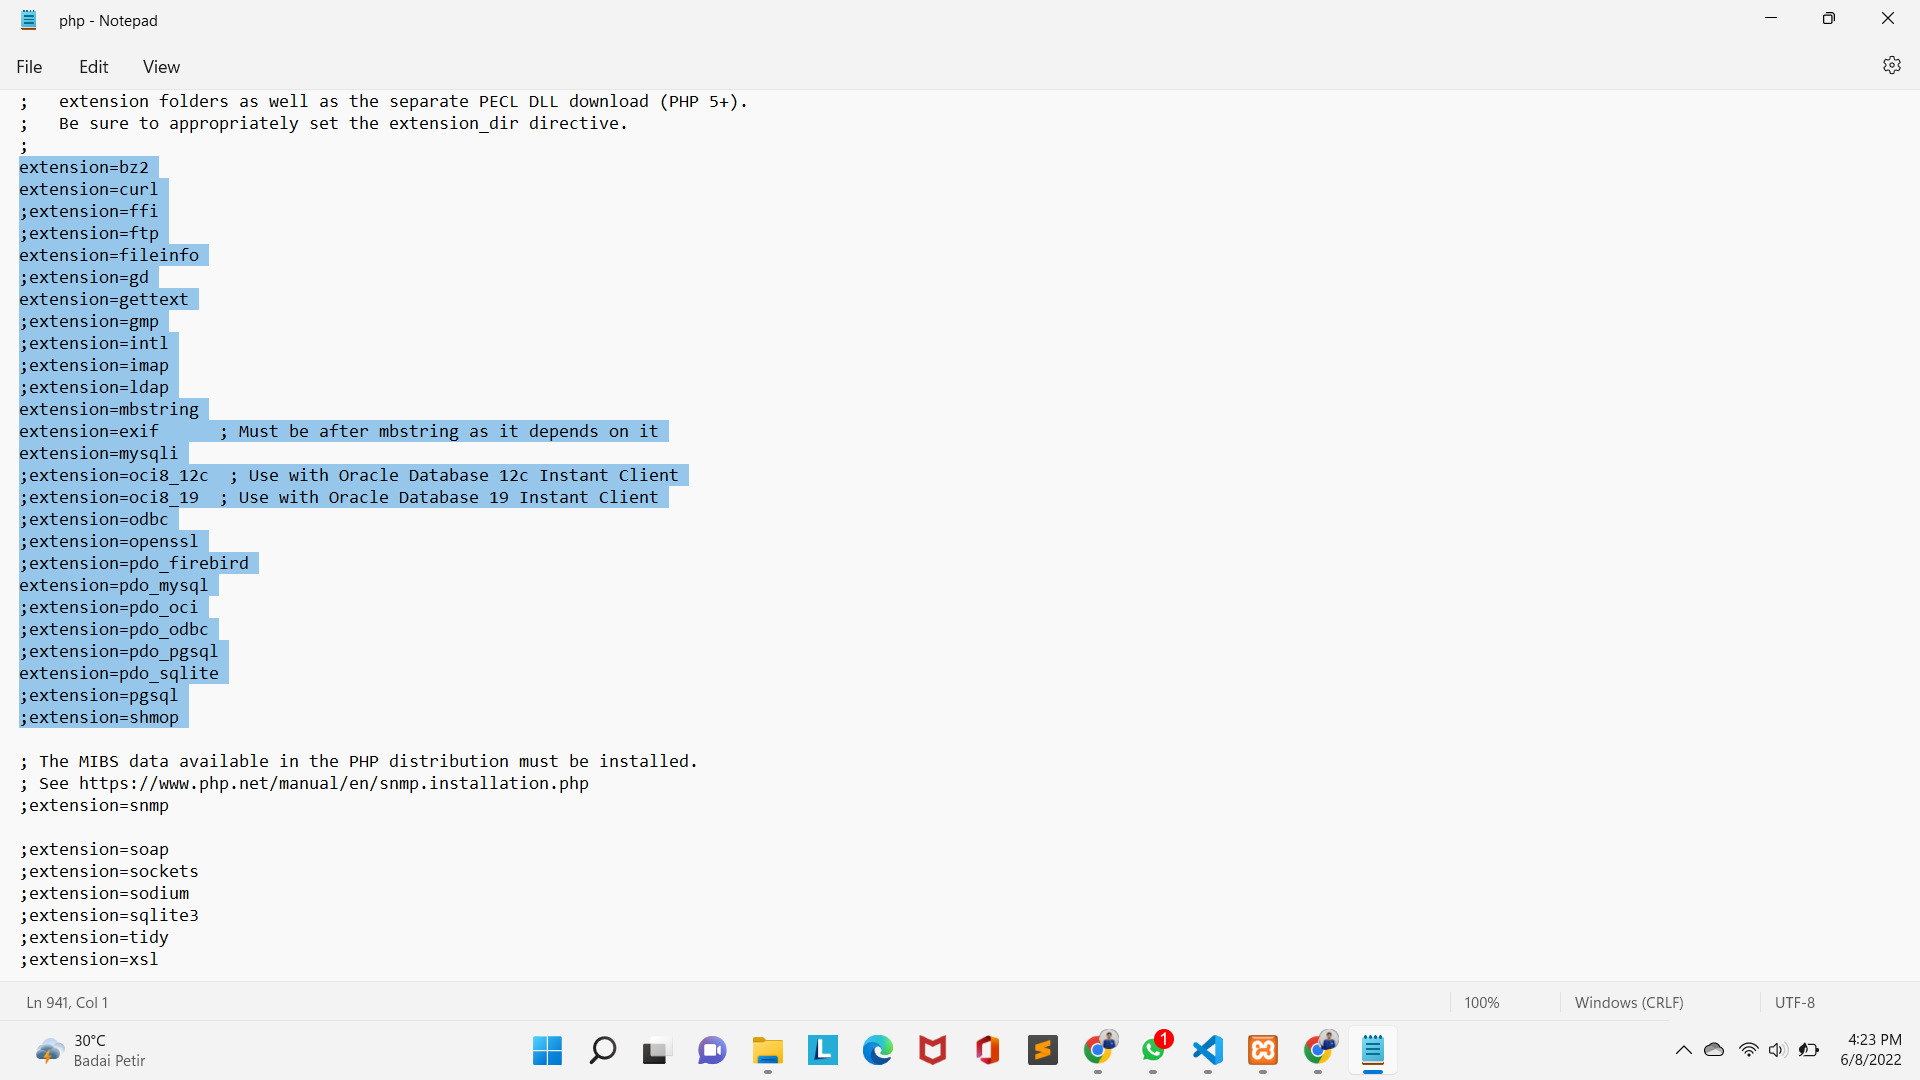 php - Notepad
File Edit View
;   extension folders as well as the separate PECL DLL download (PHP 5+).
;   Be sure to appropriately set the extension_dir directive.
;
extension=bz2
extension=curl
;extension=ffi
;extension=ftp
extension=fileinfo
;extension=gd
extension=gettext
;extension=gmp
;extension=intl
;extension=imap
;extension=ldap
extension=mbstring
extension=exif      ; Must be after mbstring as it depends on it
extension=mysqli
;extension=oci8_12c  ; Use with Oracle Database 12c Instant Client
;extension=oci8_19  ; Use with Oracle Database 19 Instant Client
;extension=odbc
;extension=openssl
;extension=pdo_firebird
extension=pdo_mysql
;extension=pdo_oci
;extension=pdo_odbc
;extension=pdo_pgsql
extension=pdo_sqlite
;extension=pgsql
;extension=shmop
; The MIBS data available in the PHP distribution must be installed.
; See https://www.php.net/manual/en/snmp.installation.php
;extension=snmp
;extension=soap
;extension=sockets
;extension=sodium
;extension=sqlite3
;extension=tidy
;extension=xsl
Ln 941, Col 1 100% Windows (CRLF) UTF-8
30°C
Badai Petir
L
1
4:23 PM
6/8/2022